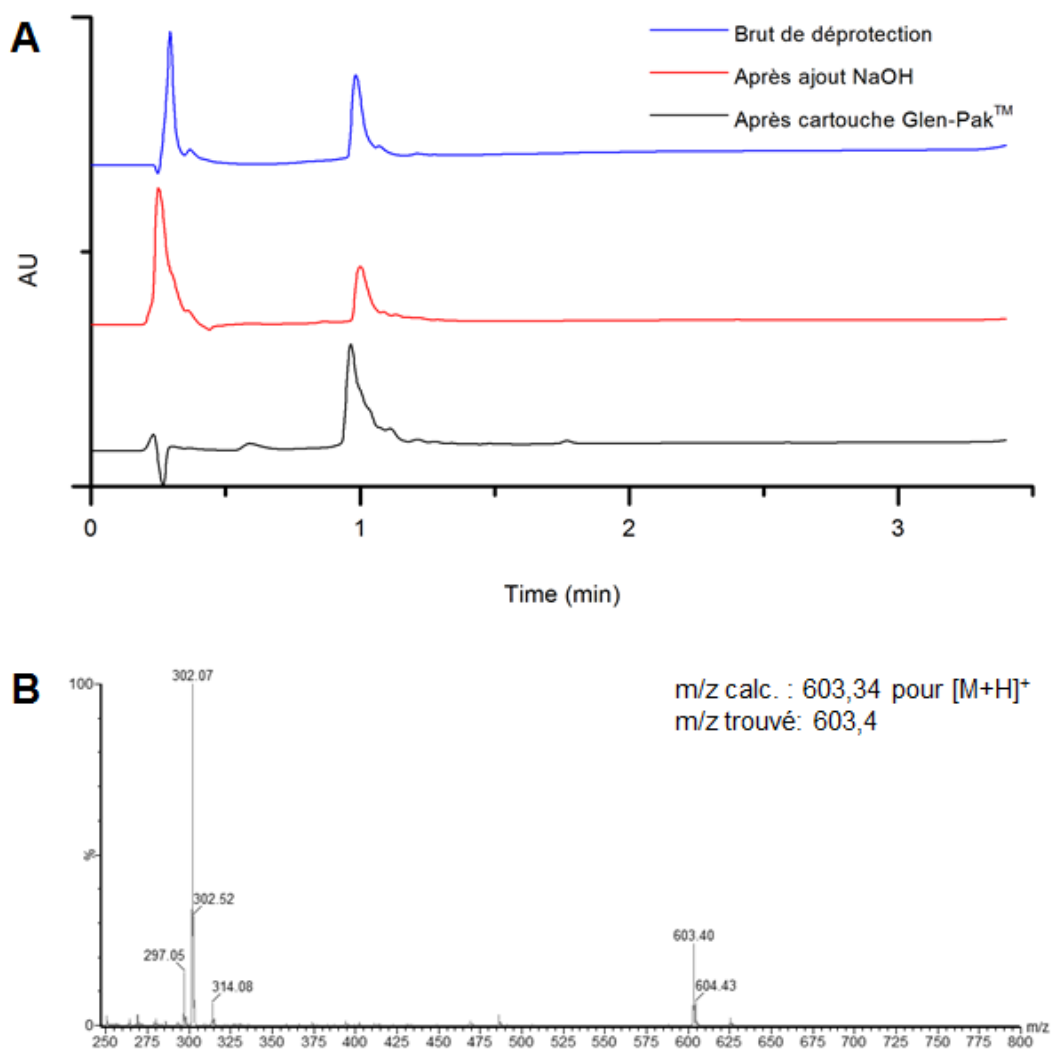 A
Brut de déprotection
Après ajout NaOH
Après cartouche Glen-Pak™
AU
0 1 2 3
Time (min)
B
m/z calc. : 603,34 pour [M+H]⁺
m/z trouvé: 603,4
302.07
100
302.52
%
297.05
314.08
603.40
604.43
0
m/z
250 275 300 325 350 375 400 425 450 475 500 525 550 575 600 625 650 675 700 725 750 775 800